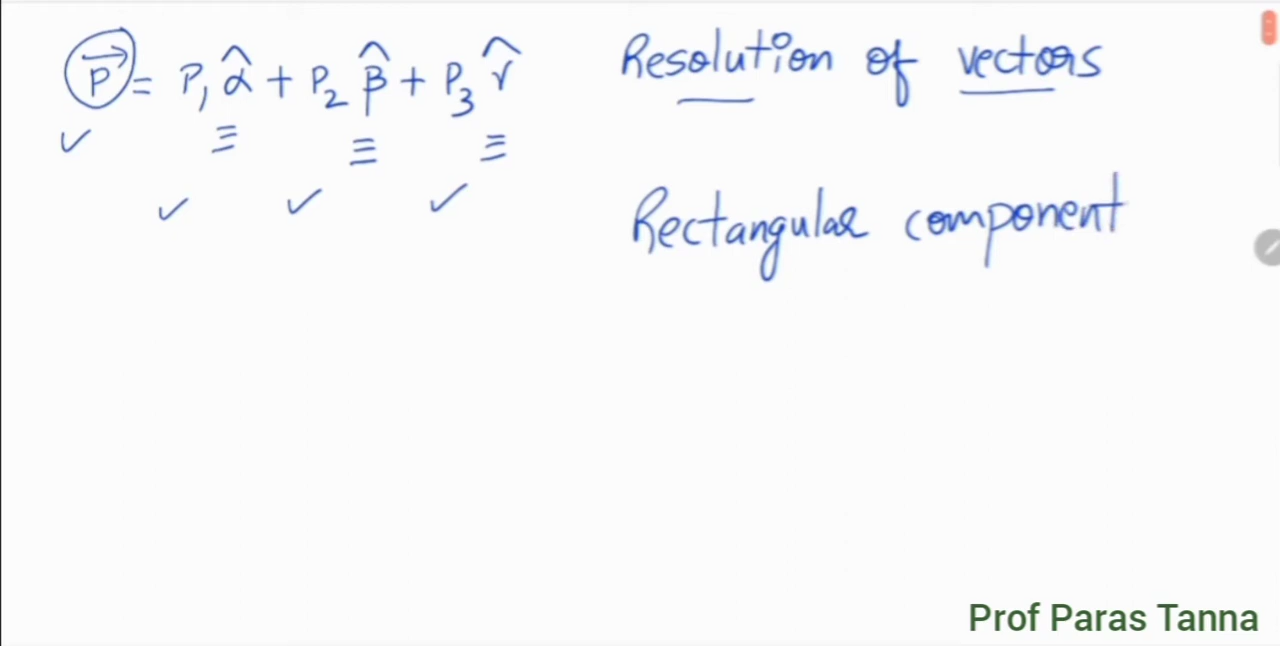 P⃗ = P₁ α̂ + P₂ β̂ + P₃ γ̂
Resolution of vectors
Rectangular component
Prof Paras Tanna